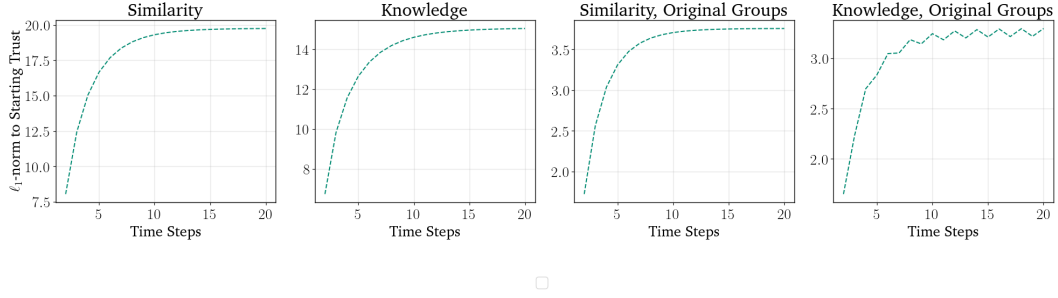 Similarity
ℓ1-norm to Starting Trust
20.0
17.5
15.0
12.5
10.0
7.5
5 10 15 20
Time Steps
Knowledge
14
12
10
8
5 10 15 20
Time Steps
Similarity, Original Groups
3.5
3.0
2.5
2.0
5 10 15 20
Time Steps
Knowledge, Original Groups
3.0
2.5
2.0
5 10 15 20
Time Steps